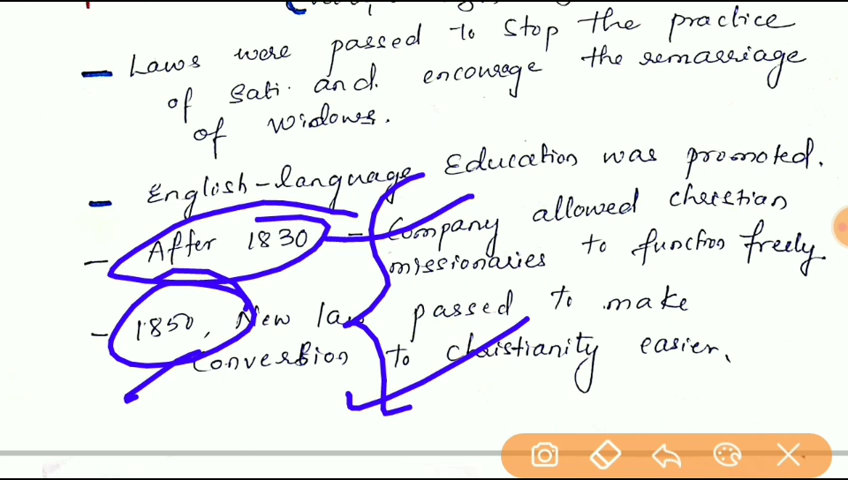 — Laws were passed to stop the practice
of Sati. and. encourage the remarriage
of Windows.
— English-language Education was promoted.
— After 1830 - Company allowed christian
missionaries to function freely
- 1850, New law passed to make
Conversion to christianity easier.